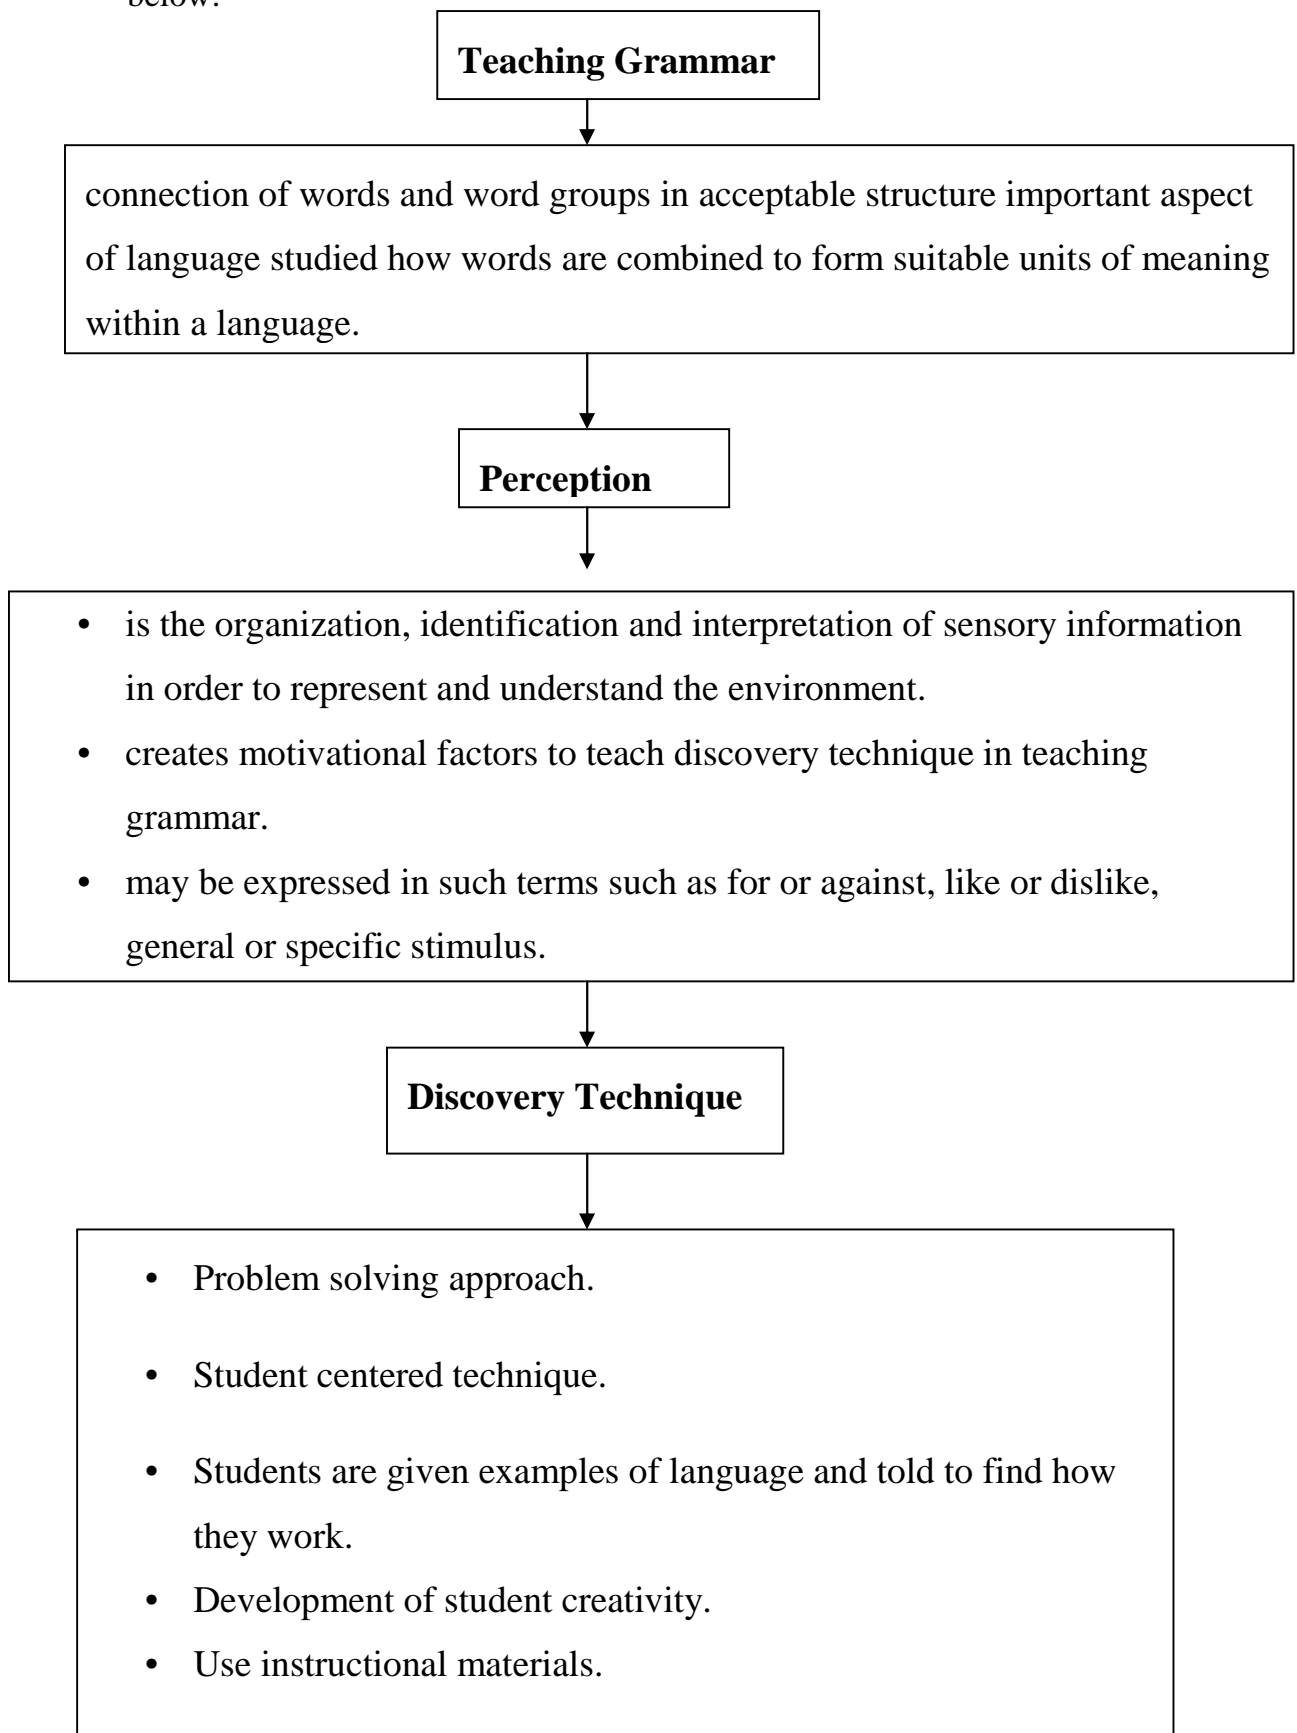 below.
Teaching Grammar
connection of words and word groups in acceptable structure important aspect
of language studied how words are combined to form suitable units of meaning
within a language.
Perception
• is the organization, identification and interpretation of sensory information
in order to represent and understand the environment.
• creates motivational factors to teach discovery technique in teaching
grammar.
• may be expressed in such terms such as for or against, like or dislike,
general or specific stimulus.
Discovery Technique
• Problem solving approach.
• Student centered technique.
• Students are given examples of language and told to find how
they work.
• Development of student creativity.
• Use instructional materials.